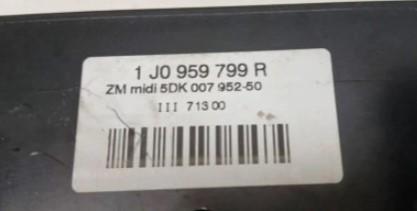 1 J0 959 799 R
ZM midi 5DK 007 952-50
III 713 00